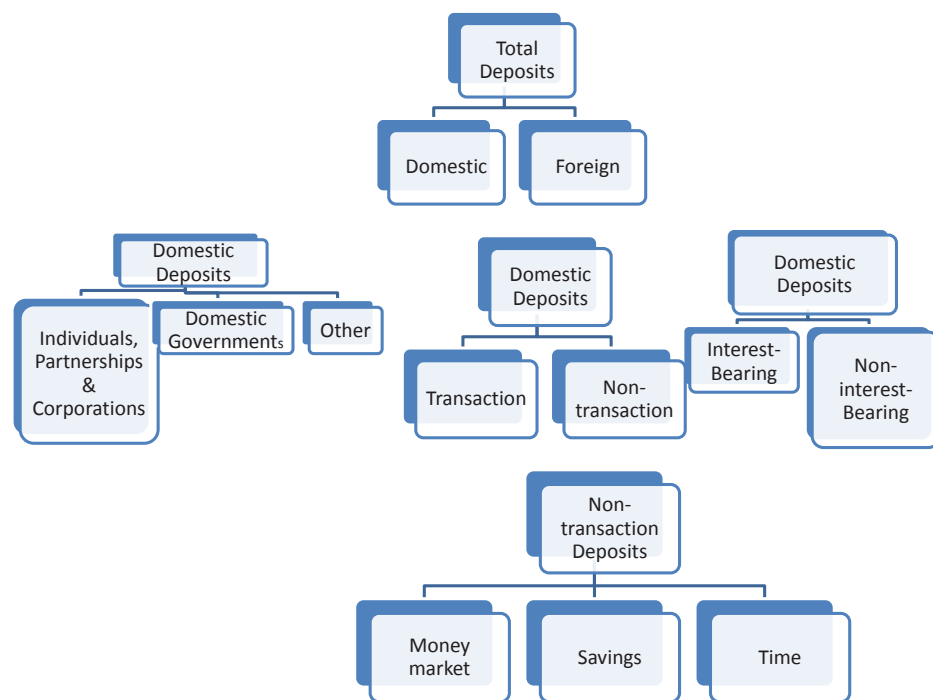 Total
Deposits
Domestic
Foreign
Domestic
Deposits
Individuals,
Partnerships
&
Corporations
Domestic
Governments
Other
Domestic
Deposits
Transaction
Non-
transaction
Domestic
Deposits
Interest-
Bearing
Non-
interest-
Bearing
Non-
transaction
Deposits
Money
market
Savings
Time